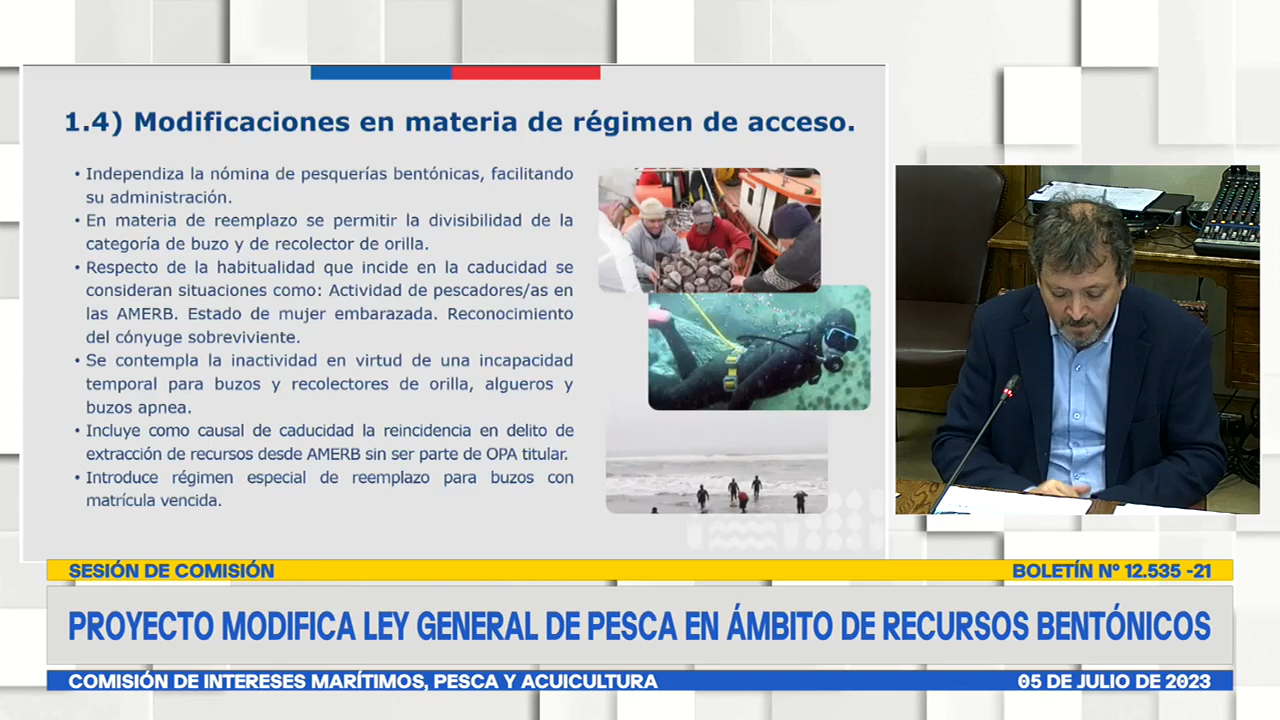 1.4) Modificaciones en materia de régimen de acceso.
• Independiza la nómina de pesquerías bentónicas, facilitando
su administración.
• En materia de reemplazo se permitir la divisibilidad de la
categoría de buzo y de recolector de orilla.
• Respecto de la habitualidad que incide en la caducidad se
consideran situaciones como: Actividad de pescadores/as en
las AMERB. Estado de mujer embarazada. Reconocimiento
del cónyuge sobreviviente.
• Se contempla la inactividad en virtud de una incapacidad
temporal para buzos y recolectores de orilla, algueros y
buzos apnea.
• Incluye como causal de caducidad la reincidencia en delito de
extracción de recursos desde AMERB sin ser parte de OPA titular.
• Introduce régimen especial de reemplazo para buzos con
matrícula vencida.
SESIÓN DE COMISIÓN
BOLETÍN Nº 12.535 -21
PROYECTO MODIFICA LEY GENERAL DE PESCA EN ÁMBITO DE RECURSOS BENTÓNICOS
COMISIÓN DE INTERESES MARÍTIMOS, PESCA Y ACUICULTURA
05 DE JULIO DE 2023